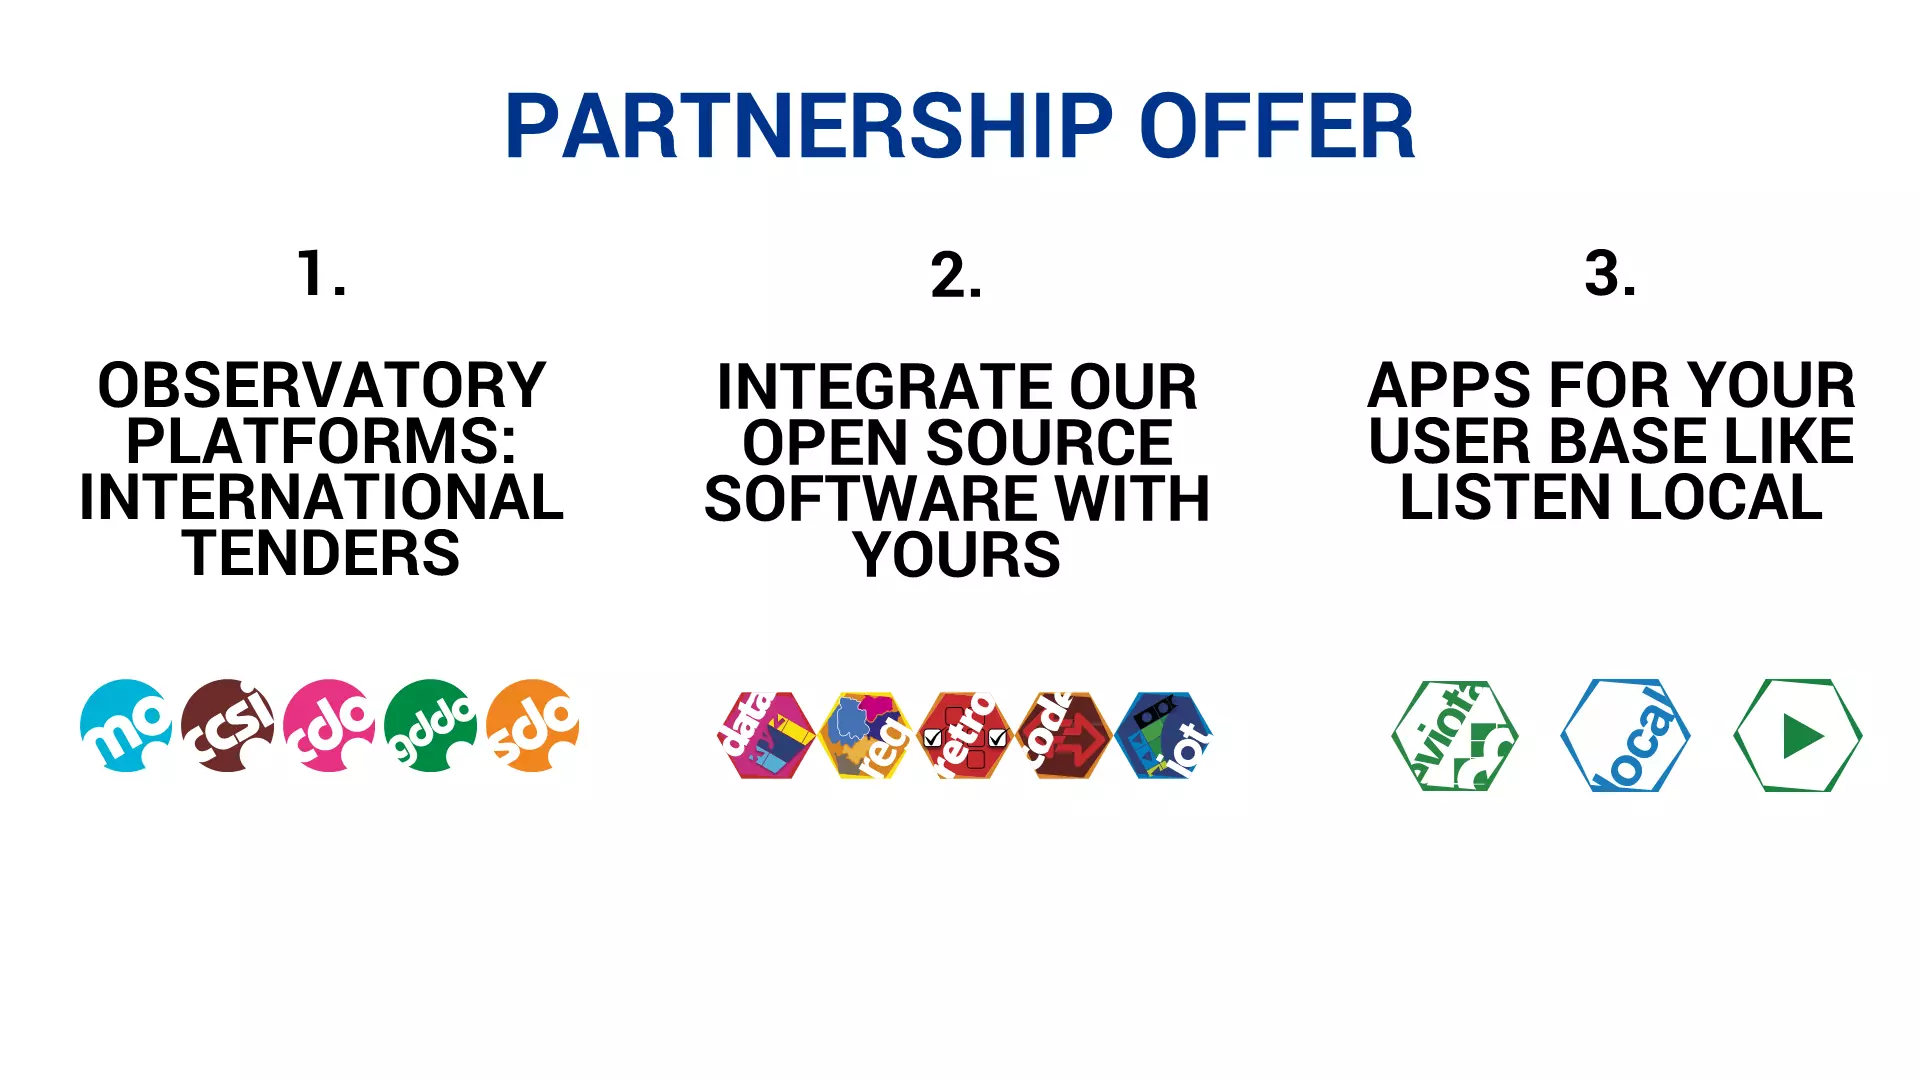 PARTNERSHIP OFFER
1.
OBSERVATORY
PLATFORMS:
INTERNATIONAL
TENDERS
2.
INTEGRATE OUR
OPEN SOURCE
SOFTWARE WITH
YOURS
3.
APPS FOR YOUR
USER BASE LIKE
LISTEN LOCAL
mo
ccsi
cdo
gddo
sdo
data
reg
retro
code
iot
eviota
local